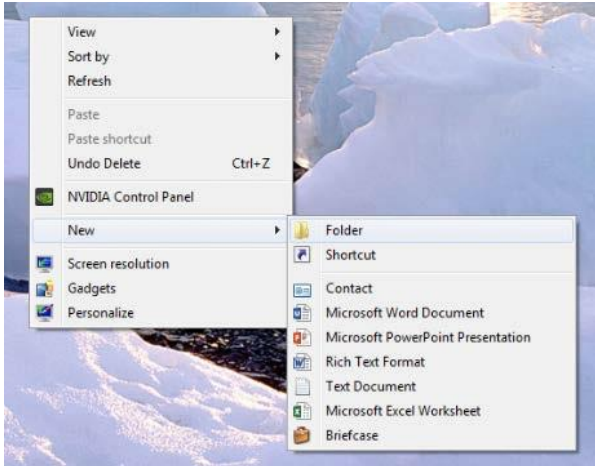 View
Sort by
Refresh
Paste
Paste shortcut
Undo Delete Ctrl+Z
NVIDIA Control Panel
New
Screen resolution
Gadgets
Personalize
Folder
Shortcut
Contact
Microsoft Word Document
Microsoft PowerPoint Presentation
Rich Text Format
Text Document
Microsoft Excel Worksheet
Briefcase